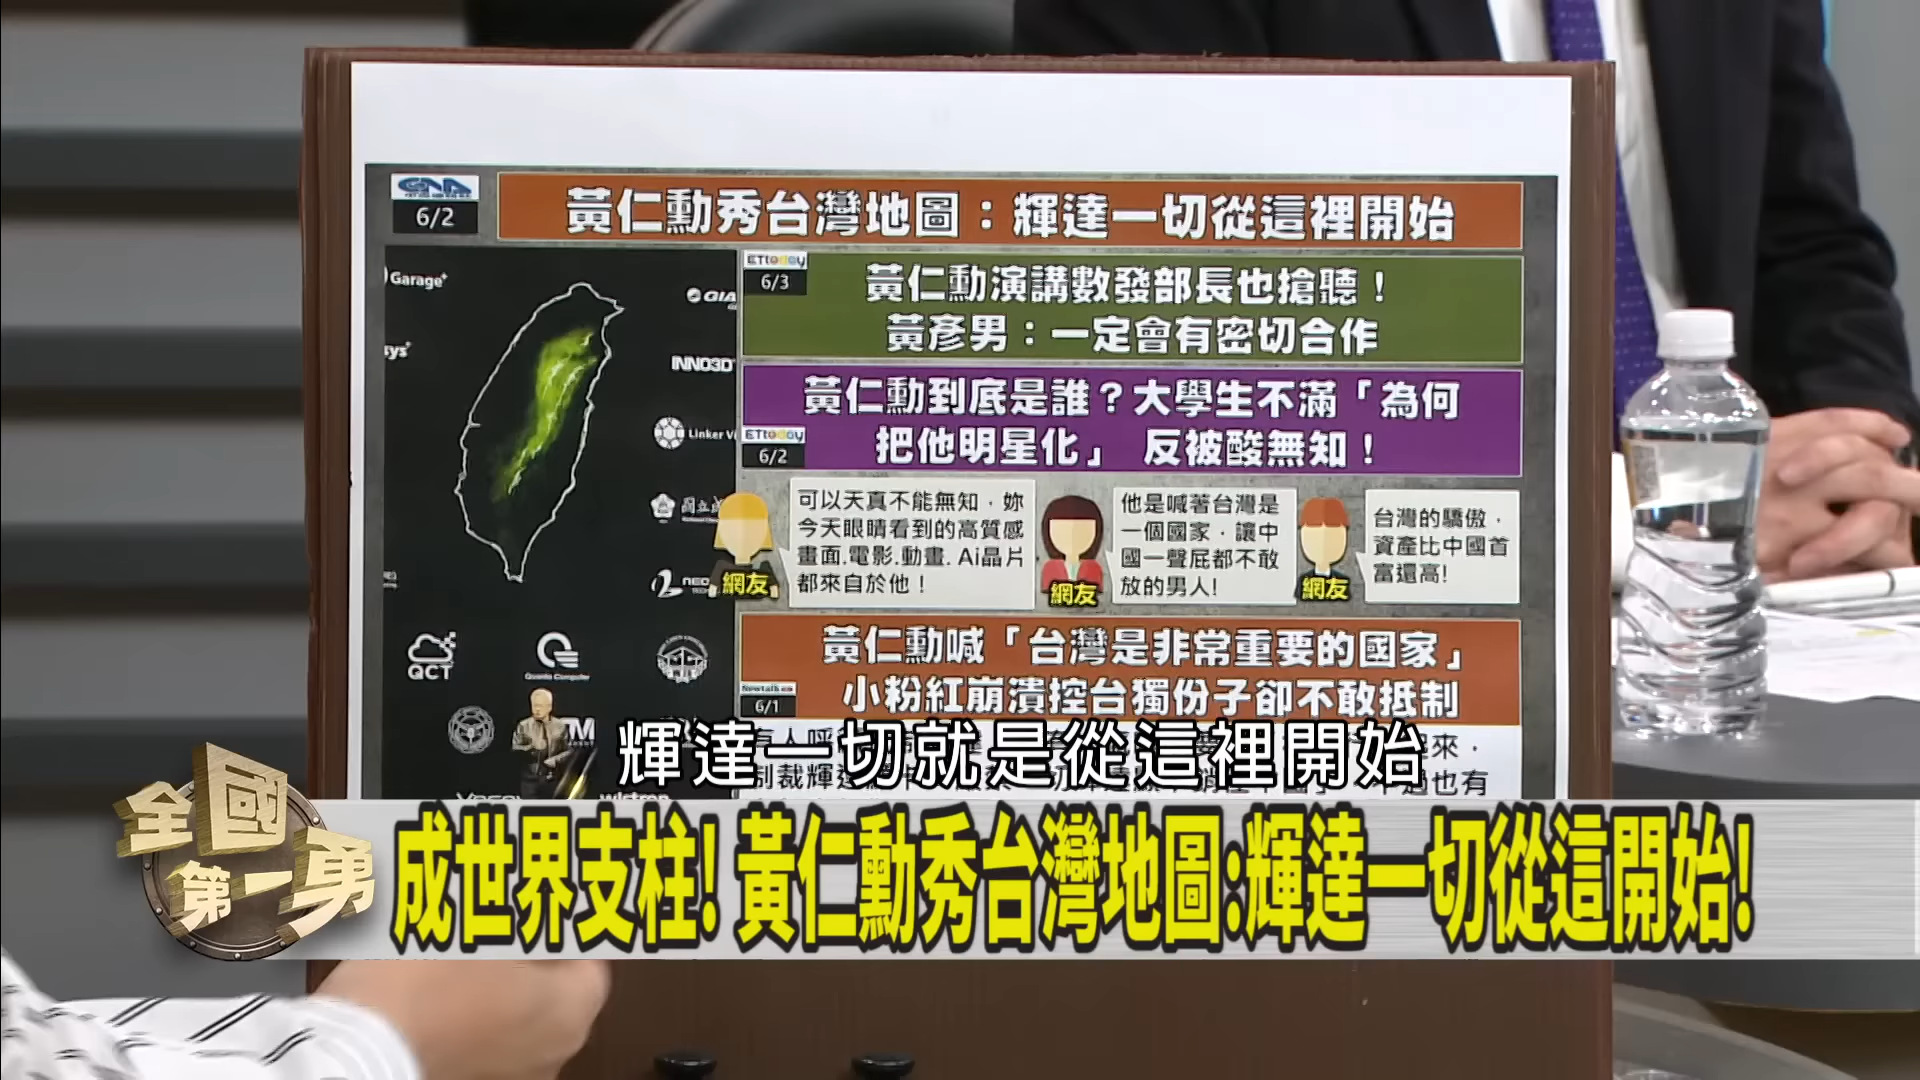 CNA
6/2
黃仁勳秀台灣地圖：輝達一切從這裡開始
Garage+
INNO3D
QCT
Quanta Computer
ETtoday
6/3
黃仁勳演講數發部長也搶聽！
黃彥男：一定會有密切合作
黃仁勳到底是誰？大學生不滿「為何
把他明星化」 反被酸無知！
ETtoday
6/2
可以天真不能無知，妳
今天眼睛看到的高質感
畫面.電影.動畫. Ai晶片
都來自於他！
網友
他是喊著台灣是
一個國家，讓中
國一聲屁都不敢
放的男人!
網友
台灣的驕傲，
資產比中國首
富還高!
網友
黃仁勳喊「台灣是非常重要的國家」
小粉紅崩潰控台獨份子卻不敢抵制
Newtalk
6/1
輝達一切就是從這裡開始
全國
第一勇
成世界支柱! 黃仁勳秀台灣地圖:輝達一切從這開始!